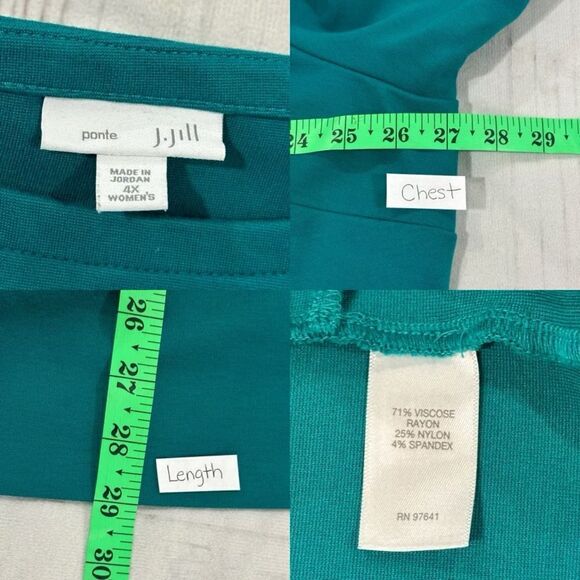 ponte J.Jill
MADE IN
JORDAN
4X
WOMEN'S
24 25 26 27 28 29
Chest
26
27
28
29
30
Length
71% VISCOSE
RAYON
25% NYLON
4% SPANDEX
RN 97641